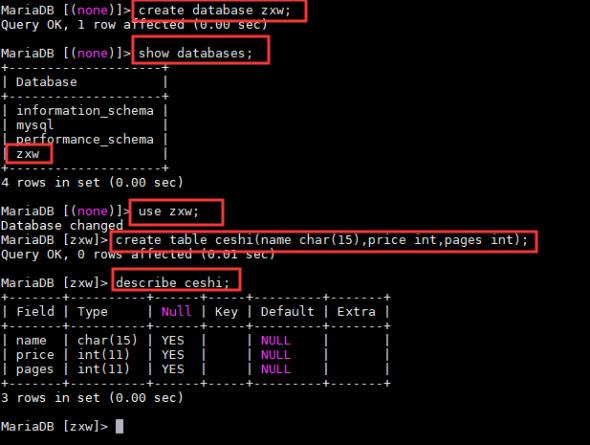 MariaDB [(none)]> create database zxw;
Query OK, 1 row affected (0.00 sec)
MariaDB [(none)]> show databases;
+--------------------+
| Database           |
+--------------------+
| information_schema |
| mysql              |
| performance_schema |
| zxw                |
+--------------------+
4 rows in set (0.00 sec)
MariaDB [(none)]> use zxw;
Database changed
MariaDB [zxw]> create table ceshi(name char(15),price int,pages int);
Query OK, 0 rows affected (0.01 sec)
MariaDB [zxw]> describe ceshi;
+-------+----------+------+-----+---------+-------+
| Field | Type     | Null | Key | Default | Extra |
+-------+----------+------+-----+---------+-------+
| name  | char(15) | YES  |     | NULL    |       |
| price | int(11)  | YES  |     | NULL    |       |
| pages | int(11)  | YES  |     | NULL    |       |
+-------+----------+------+-----+---------+-------+
3 rows in set (0.00 sec)
MariaDB [zxw]>